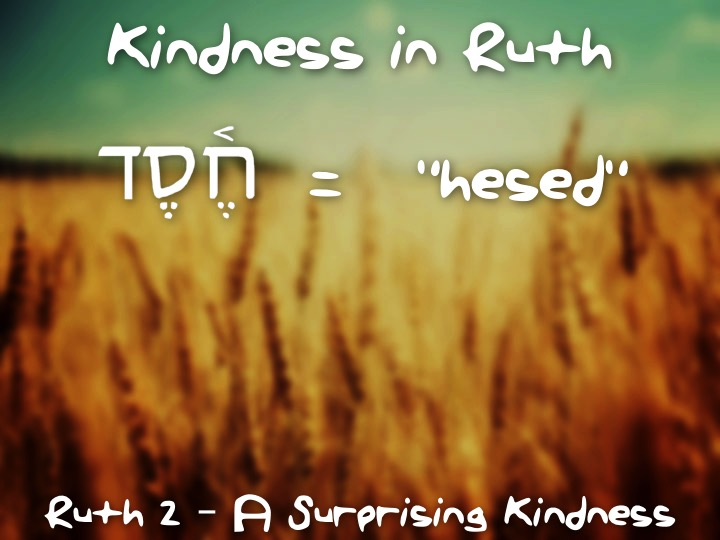 Kindness in Ruth
חֶ֫סֶד = "hesed"
Ruth 2 - A Surprising Kindness